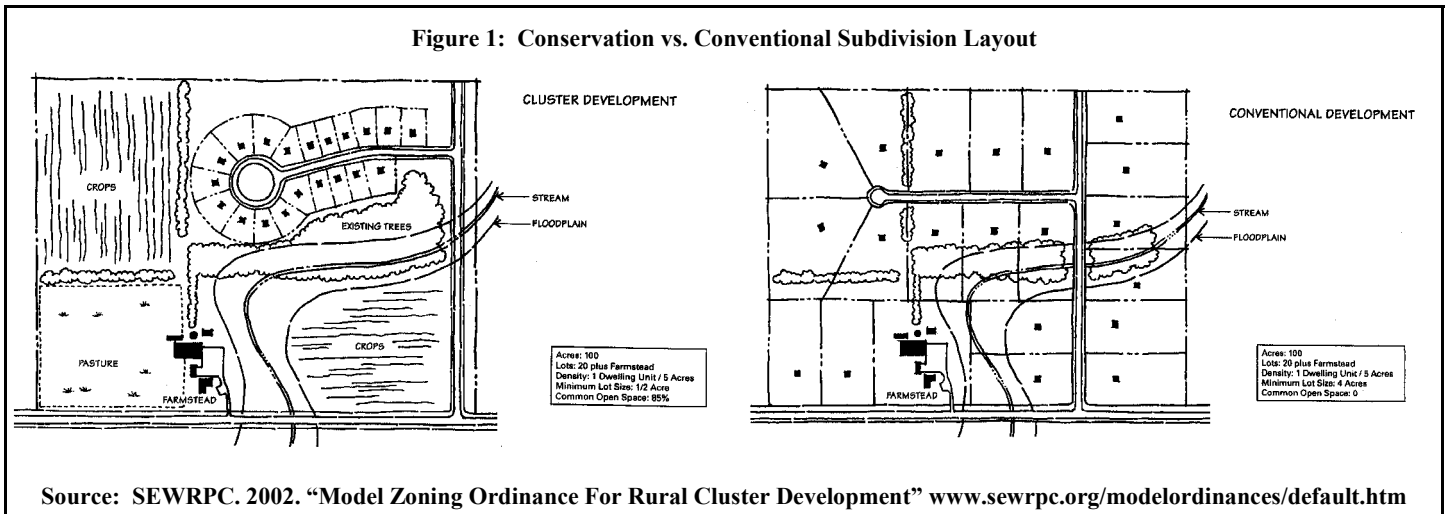 Figure 1:  Conservation vs. Conventional Subdivision Layout
CLUSTER DEVELOPMENT
CROPS
STREAM
EXISTING TREES
FLOODPLAIN
CROPS
PASTURE
FARMSTEAD
Acres: 100
Lots: 20 plus Farmstead
Density: 1 Dwelling Unit / 5 Acres
Minimum Lot Size: 1/2 Acre
Common Open Space: 85%
CONVENTIONAL DEVELOPMENT
STREAM
FLOODPLAIN
FARMSTEAD
Acres: 100
Lots: 20 plus Farmstead
Density: 1 Dwelling Unit / 5 Acres
Minimum Lot Size: 4 Acres
Common Open Space: 0
Source:  SEWRPC. 2002. “Model Zoning Ordinance For Rural Cluster Development” www.sewrpc.org/modelordinances/default.htm